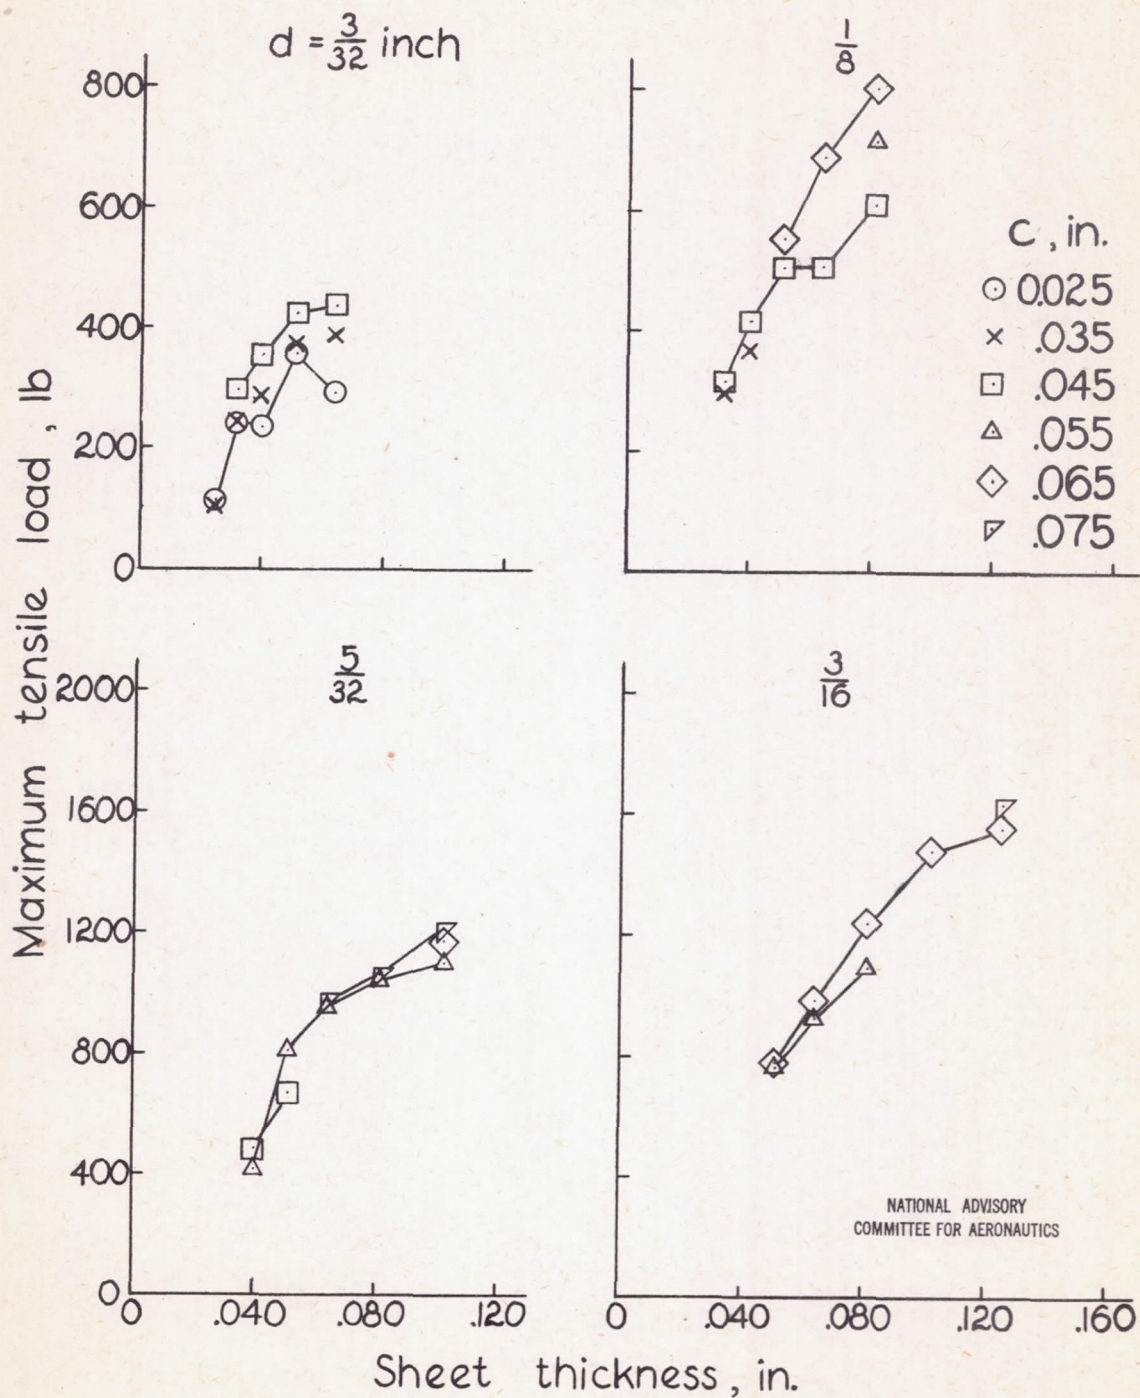 d = 3/32 inch
1/8
800
600
400
200
0
c, in.
0.025
.035
.045
.055
.065
.075
Maximum tensile load, lb
5/32
3/16
2000
1600
1200
800
400
0
NATIONAL ADVISORY
COMMITTEE FOR AERONAUTICS
0 .040 .080 .120
0 .040 .080 .120 .160
Sheet thickness, in.